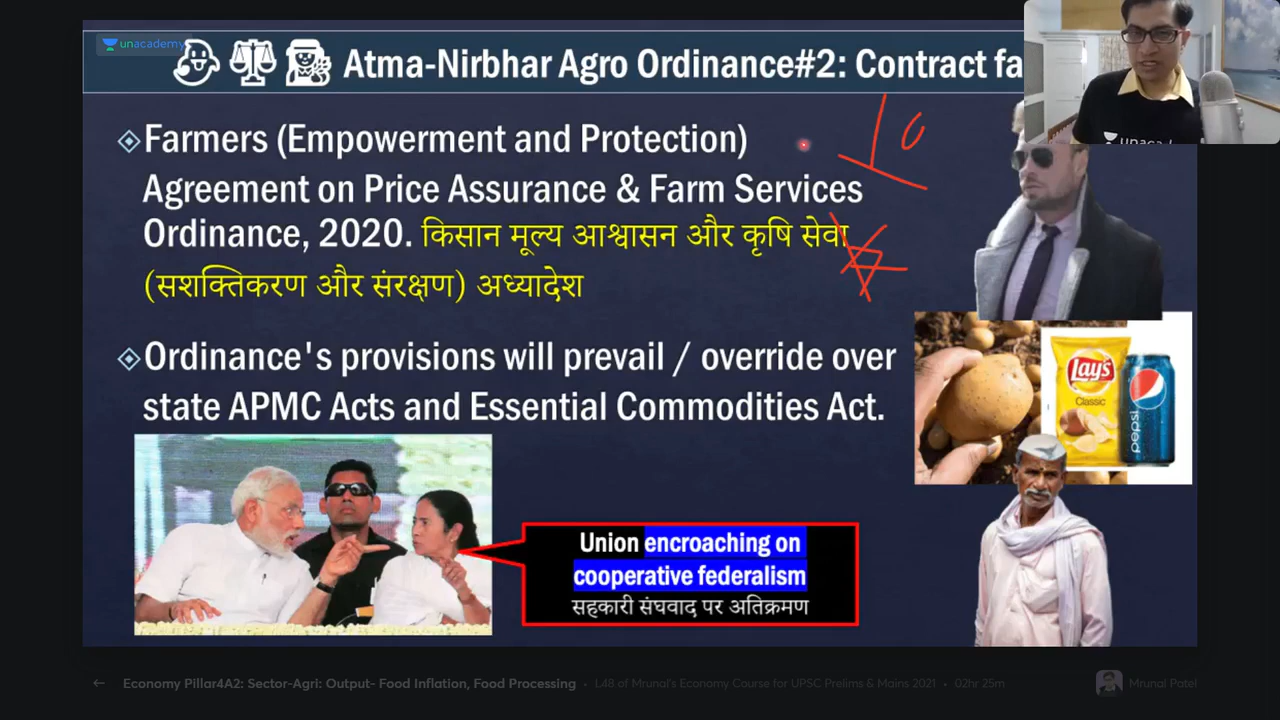 unacademy
Atma-Nirbhar Agro Ordinance#2: Contract fa
Farmers (Empowerment and Protection)
Agreement on Price Assurance & Farm Services
Ordinance, 2020. किसान मूल्य आश्वासन और कृषि सेवा
(सशक्तिकरण और संरक्षण) अध्यादेश
Ordinance's provisions will prevail / override over
state APMC Acts and Essential Commodities Act.
Lay's
Classic
pepsi
Union encroaching on
cooperative federalism
सहकारी संघवाद पर अतिक्रमण
← Economy Pillar4A2: Sector-Agri: Output- Food Inflation, Food Processing • L48 of Mrunal's Economy Course for UPSC Prelims & Mains 2021 • 02hr 25m
Mrunal Patel